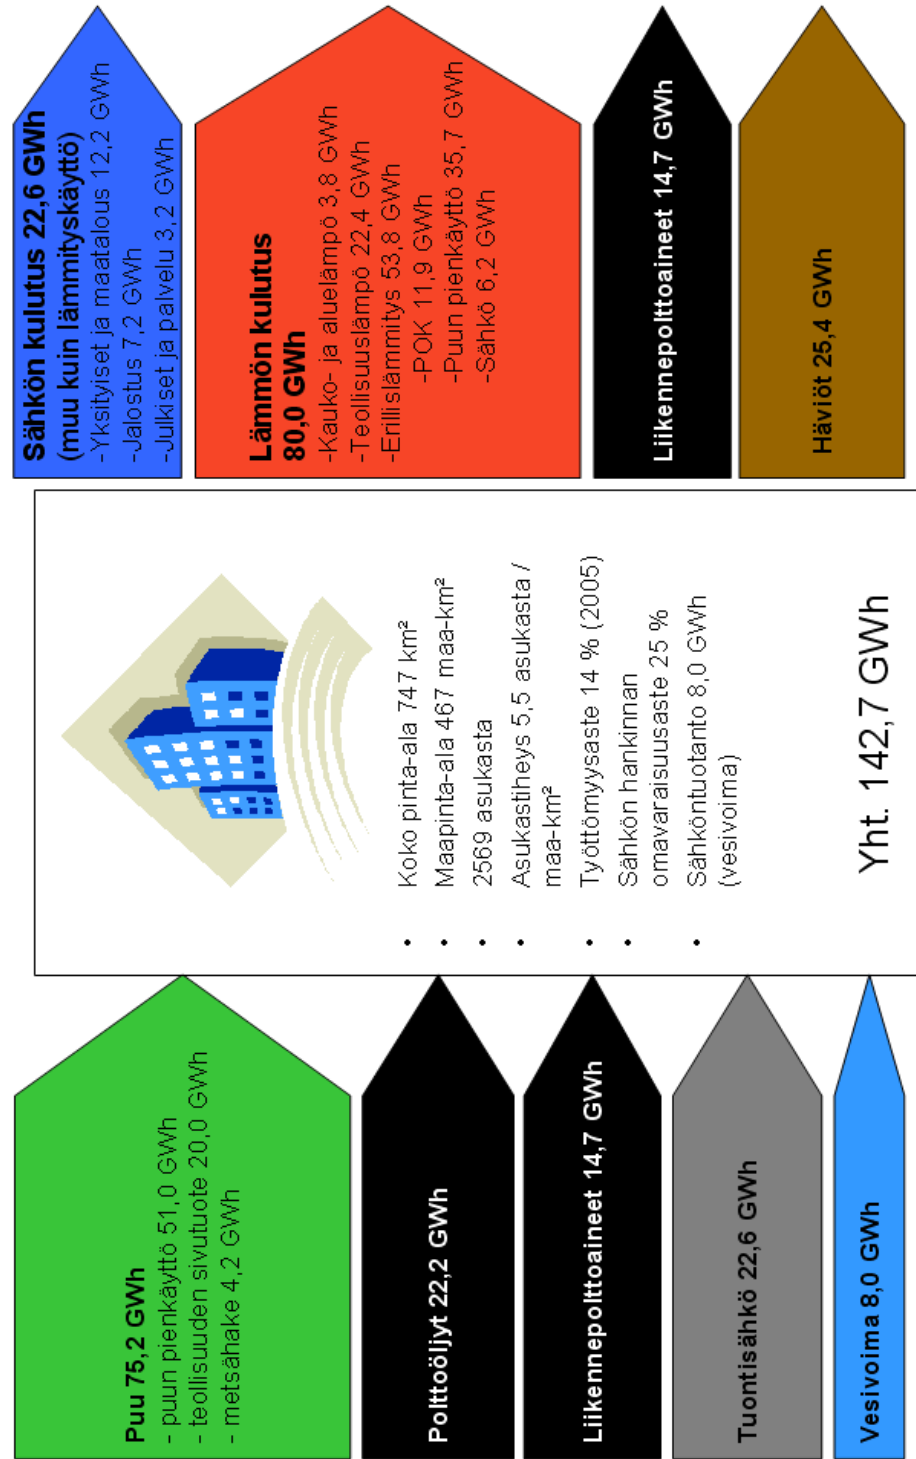 Puu 75,2 GWh
- puun pienkäyttö 51,0 GWh
- teollisuuden sivutuote 20,0 GWh
- metsähake 4,2 GWh
Polttoöljyt 22,2 GWh
Liikennepolttoaineet 14,7 GWh
Tuontisähkö 22,6 GWh
Vesivoima 8,0 GWh
• Koko pinta-ala 747 km²
• Maapinta-ala 467 maa-km²
• 2569 asukasta
• Asukastiheys 5,5 asukasta /
maa-km²
• Työttömyysaste 14 % (2005)
• Sähkön hankinnan
omavaraisuusaste 25 %
• Sähköntuotanto 8,0 GWh
(vesivoima)
Yht. 142,7 GWh
Sähkön kulutus 22,6 GWh
(muu kuin lämmityskäyttö)
-Yksityiset ja maatalous 12,2 GWh
-Jalostus 7,2 GWh
-Julkiset ja palvelu 3,2 GWh
Lämmön kulutus
80,0 GWh
-Kauko- ja aluelämpö 3,8 GWh
-Teollisuuslämpö 22,4 GWh
-Erillislämmitys 53,8 GWh
-POK 11,9 GWh
-Puun pienkäyttö 35,7 GWh
-Sähkö 6,2 GWh
Liikennepolttoaineet 14,7 GWh
Häviöt 25,4 GWh